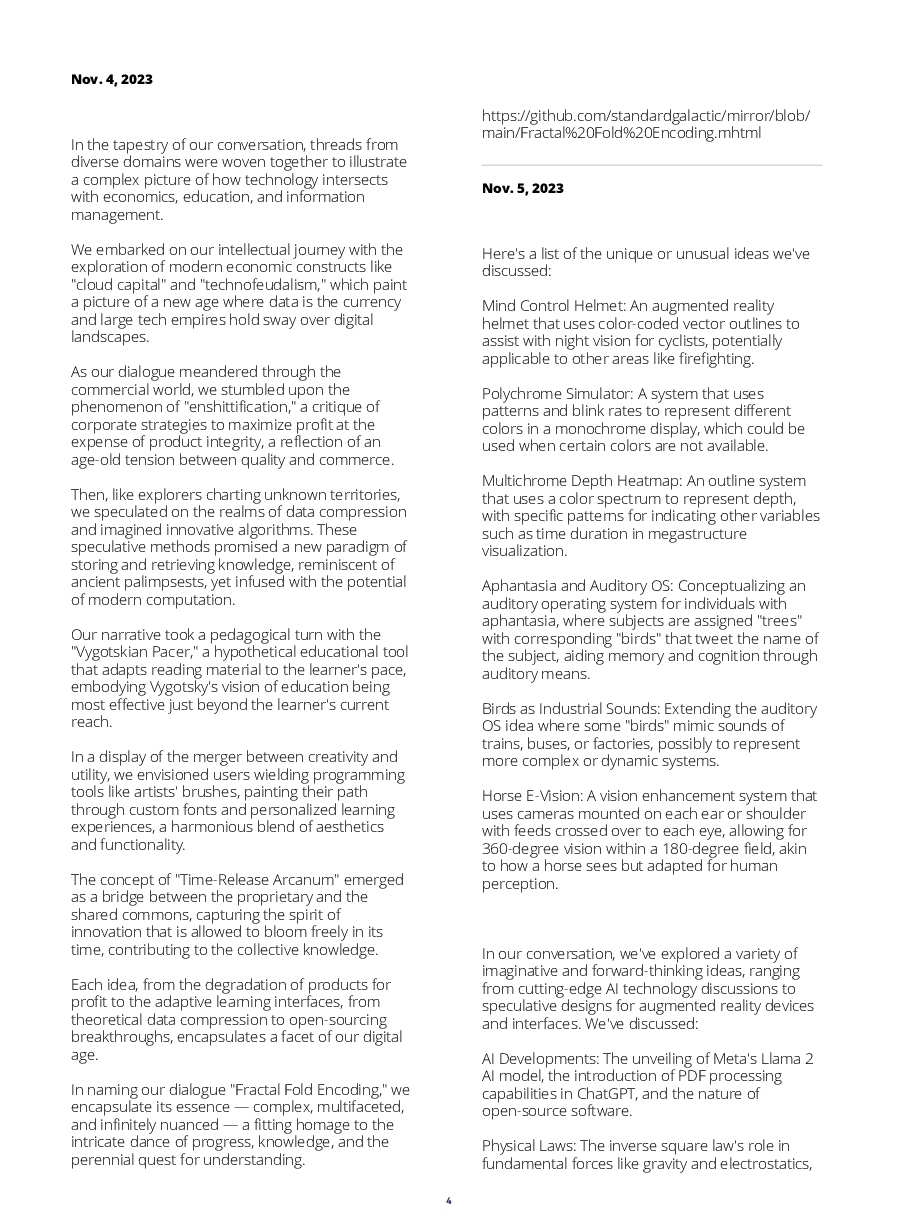 Nov. 4, 2023
In the tapestry of our conversation, threads from
diverse domains were woven together to illustrate
a complex picture of how technology intersects
with economics, education, and information
management.
We embarked on our intellectual journey with the
exploration of modern economic constructs like
"cloud capital" and "technofeudalism," which paint
a picture of a new age where data is the currency
and large tech empires hold sway over digital
landscapes.
As our dialogue meandered through the
commercial world, we stumbled upon the
phenomenon of "enshittification," a critique of
corporate strategies to maximize profit at the
expense of product integrity, a reflection of an
age-old tension between quality and commerce.
Then, like explorers charting unknown territories,
we speculated on the realms of data compression
and imagined innovative algorithms. These
speculative methods promised a new paradigm of
storing and retrieving knowledge, reminiscent of
ancient palimpsests, yet infused with the potential
of modern computation.
Our narrative took a pedagogical turn with the
"Vygotskian Pacer," a hypothetical educational tool
that adapts reading material to the learner's pace,
embodying Vygotsky's vision of education being
most effective just beyond the learner's current
reach.
In a display of the merger between creativity and
utility, we envisioned users wielding programming
tools like artists' brushes, painting their path
through custom fonts and personalized learning
experiences, a harmonious blend of aesthetics
and functionality.
The concept of "Time-Release Arcanum" emerged
as a bridge between the proprietary and the
shared commons, capturing the spirit of
innovation that is allowed to bloom freely in its
time, contributing to the collective knowledge.
Each idea, from the degradation of products for
profit to the adaptive learning interfaces, from
theoretical data compression to open-sourcing
breakthroughs, encapsulates a facet of our digital
age.
In naming our dialogue "Fractal Fold Encoding," we
encapsulate its essence — complex, multifaceted,
and infinitely nuanced — a fitting homage to the
intricate dance of progress, knowledge, and the
perennial quest for understanding.
https://github.com/standardgalactic/mirror/blob/
main/Fractal%20Fold%20Encoding.mhtml
Nov. 5, 2023
Here's a list of the unique or unusual ideas we've
discussed:
Mind Control Helmet: An augmented reality
helmet that uses color-coded vector outlines to
assist with night vision for cyclists, potentially
applicable to other areas like firefighting.
Polychrome Simulator: A system that uses
patterns and blink rates to represent different
colors in a monochrome display, which could be
used when certain colors are not available.
Multichrome Depth Heatmap: An outline system
that uses a color spectrum to represent depth,
with specific patterns for indicating other variables
such as time duration in megastructure
visualization.
Aphantasia and Auditory OS: Conceptualizing an
auditory operating system for individuals with
aphantasia, where subjects are assigned "trees"
with corresponding "birds" that tweet the name of
the subject, aiding memory and cognition through
auditory means.
Birds as Industrial Sounds: Extending the auditory
OS idea where some "birds" mimic sounds of
trains, buses, or factories, possibly to represent
more complex or dynamic systems.
Horse E-Vision: A vision enhancement system that
uses cameras mounted on each ear or shoulder
with feeds crossed over to each eye, allowing for
360-degree vision within a 180-degree field, akin
to how a horse sees but adapted for human
perception.
In our conversation, we've explored a variety of
imaginative and forward-thinking ideas, ranging
from cutting-edge AI technology discussions to
speculative designs for augmented reality devices
and interfaces. We've discussed:
AI Developments: The unveiling of Meta's Llama 2
AI model, the introduction of PDF processing
capabilities in ChatGPT, and the nature of
open-source software.
Physical Laws: The inverse square law's role in
fundamental forces like gravity and electrostatics,
4